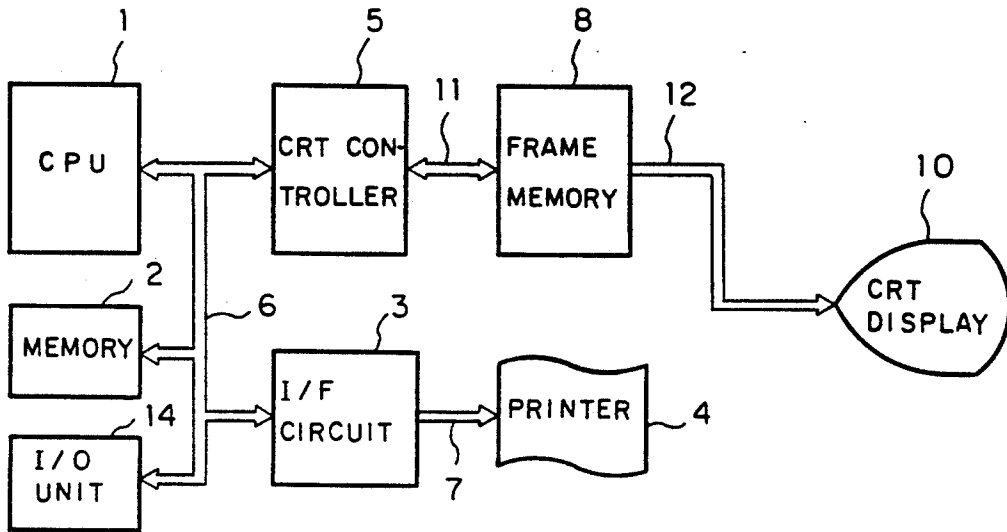 1
5
8
CPU
CRT CON-
TROLLER
11
FRAME
MEMORY
12
10
CRT
DISPLAY
2
MEMORY
6
3
I/F
CIRCUIT
7
PRINTER
4
14
I/O
UNIT